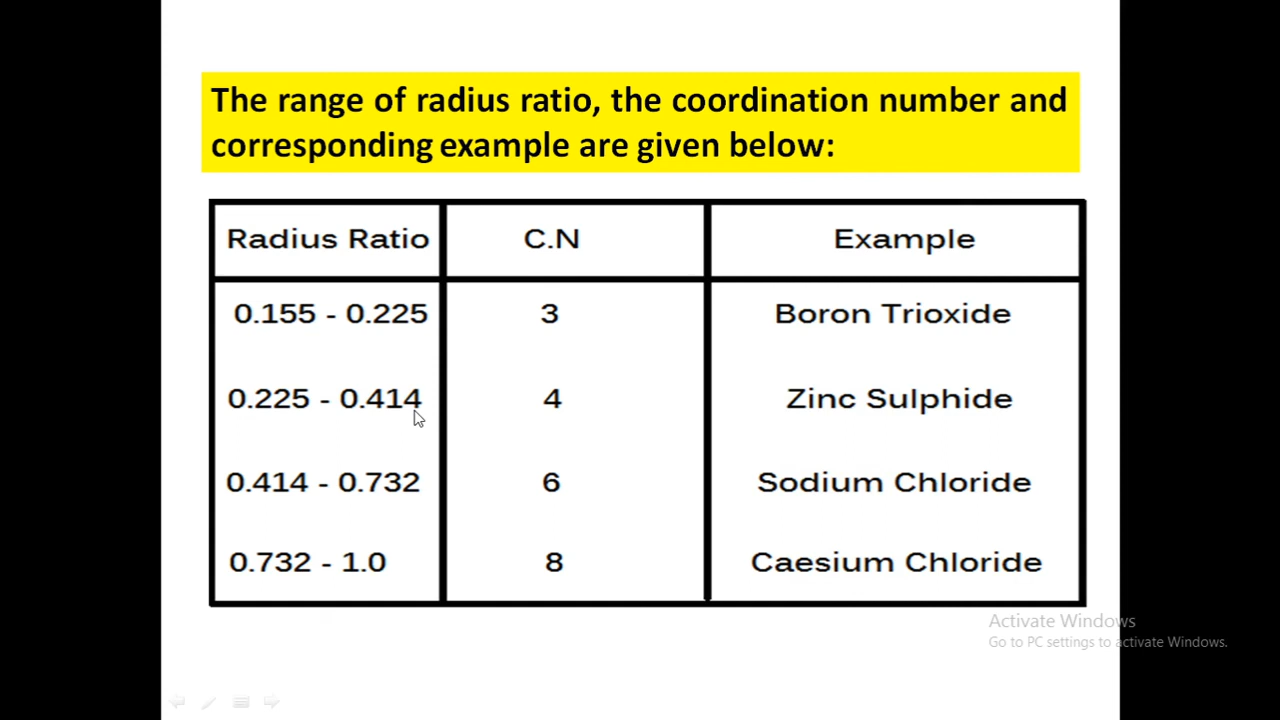 The range of radius ratio, the coordination number and
corresponding example are given below:
Radius Ratio C.N Example
0.155 - 0.225 3 Boron Trioxide
0.225 - 0.414 4 Zinc Sulphide
0.414 - 0.732 6 Sodium Chloride
0.732 - 1.0 8 Caesium Chloride
Activate Windows
Go to PC settings to activate Windows.